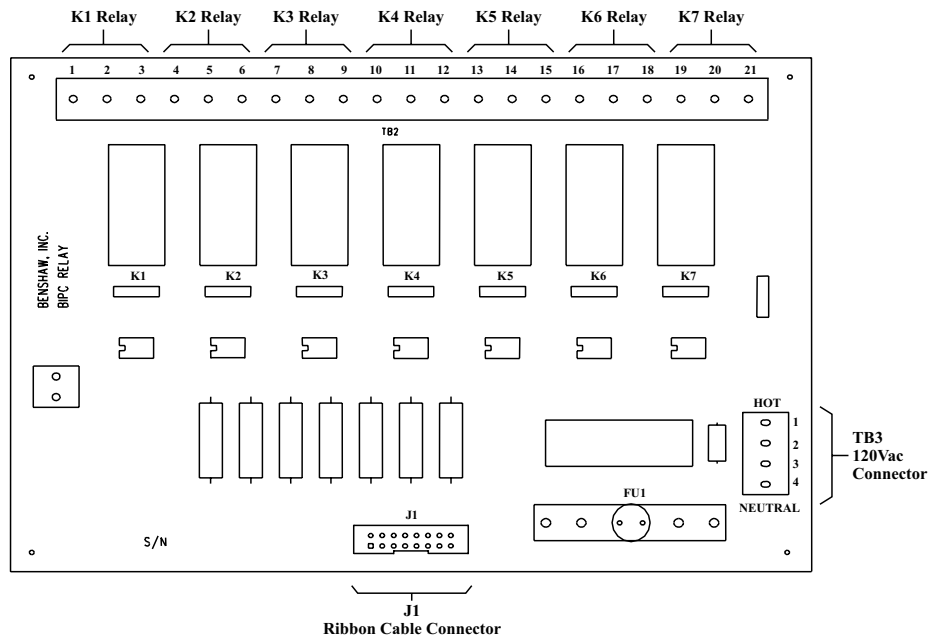 K1 Relay K2 Relay K3 Relay K4 Relay K5 Relay K6 Relay K7 Relay
1 2 3 4 5 6 7 8 9 10 11 12 13 14 15 16 17 18 19 20 21
TB2
BENSHAW, INC.
BIPC RELAY
K1 K2 K3 K4 K5 K6 K7
HOT
1
2
3
4
NEUTRAL
TB3
120Vac
Connector
FU1
J1
S/N
J1
Ribbon Cable Connector